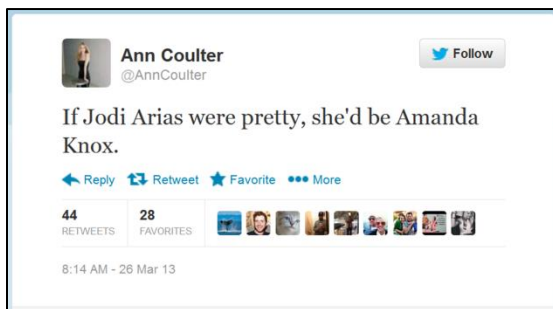 Ann Coulter
Follow
@AnnCoulter
If Jodi Arias were pretty, she'd be Amanda
Knox.
Reply Retweet Favorite More
44 28
RETWEETS FAVORITES
8:14 AM - 26 Mar 13